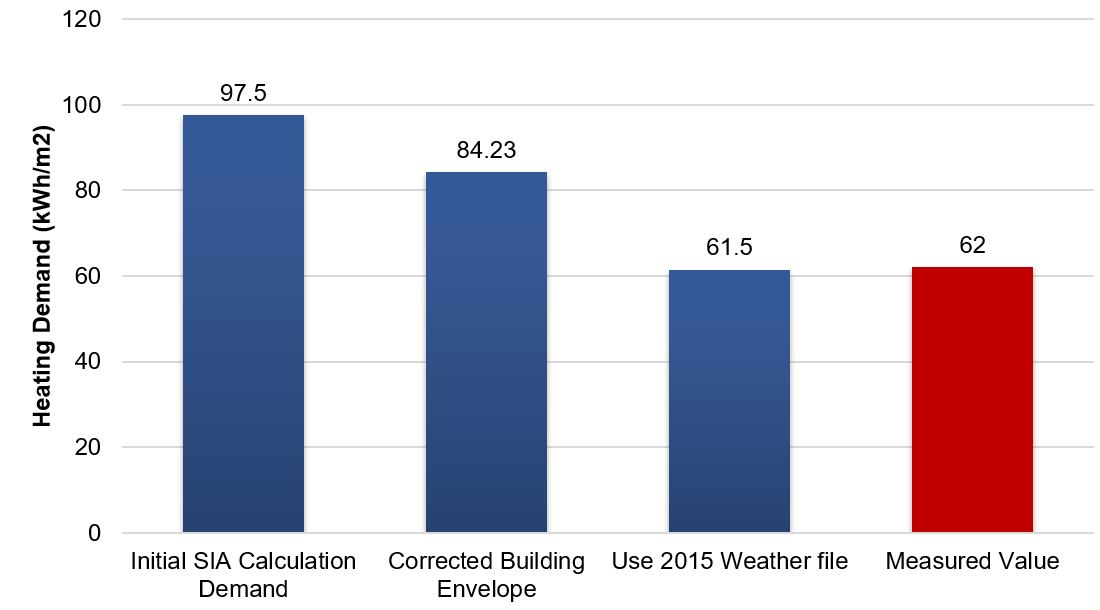 120
100
80
60
40
20
0
Heating Demand (kWh/m2)
97.5
84.23
61.5
62
Initial SIA Calculation
Demand
Corrected Building
Envelope
Use 2015 Weather file
Measured Value